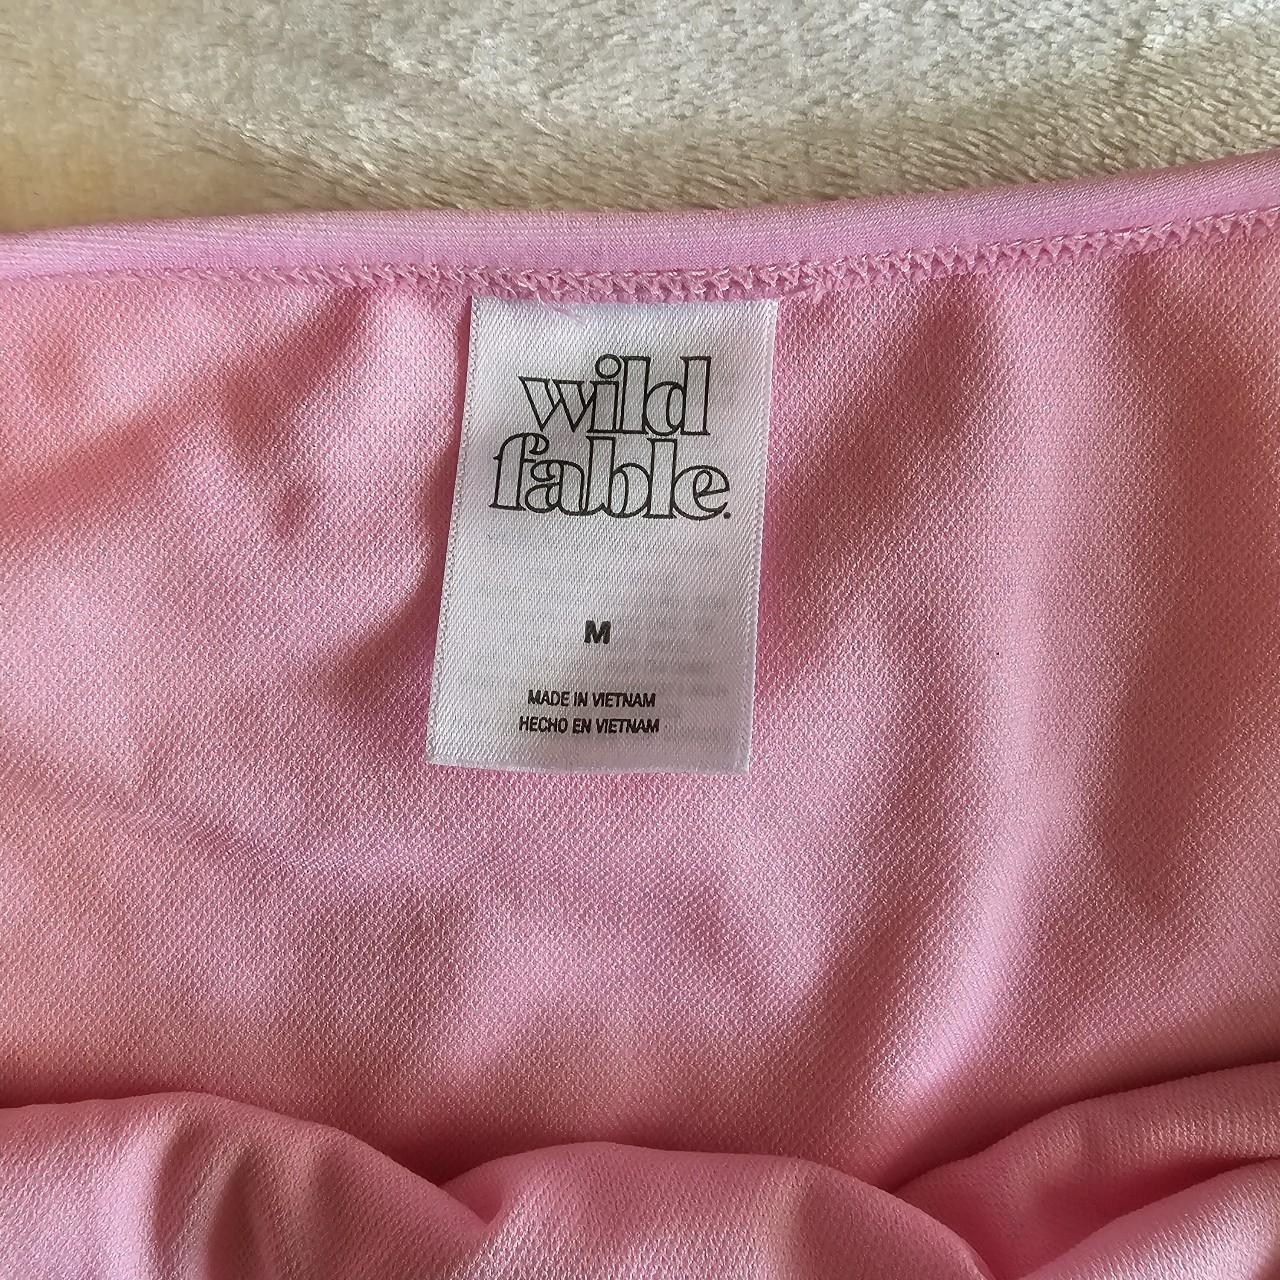 wild
fable.
M
MADE IN VIETNAM
HECHO EN VIETNAM